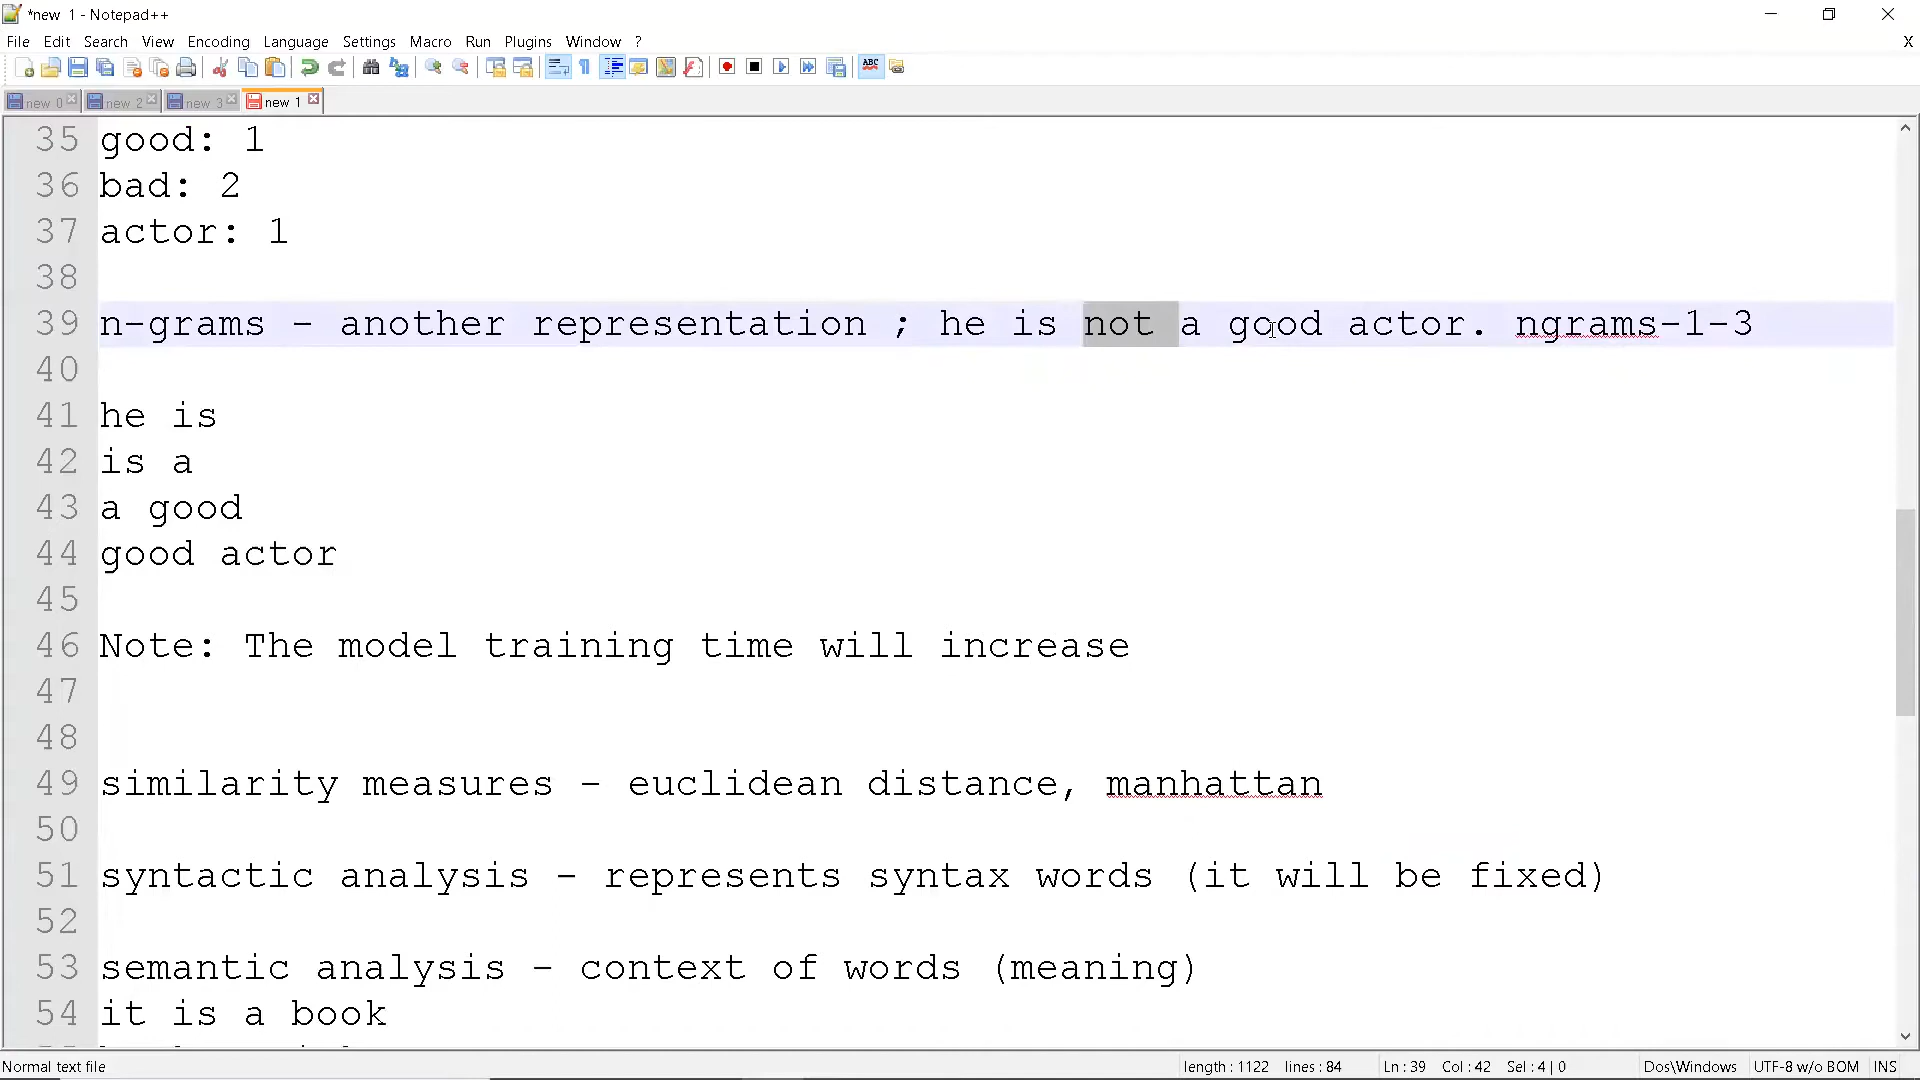 *new 1 - Notepad++
File Edit Search View Encoding Language Settings Macro Run Plugins Window ?
X
ABC
new 0 new 2 new 3 new 1
35 good: 1
36 bad: 2
37 actor: 1
38
39 n-grams - another representation ; he is not a good actor. ngrams-1-3
40
41 he is
42 is a
43 a good
44 good actor
45
46 Note: The model training time will increase
47
48
49 similarity measures - euclidean distance, manhattan
50
51 syntactic analysis - represents syntax words (it will be fixed)
52
53 semantic analysis - context of words (meaning)
54 it is a book
Normal text file length : 1122 lines : 84 Ln : 39 Col : 42 Sel : 4 | 0 Dos\Windows UTF-8 w/o BOM INS